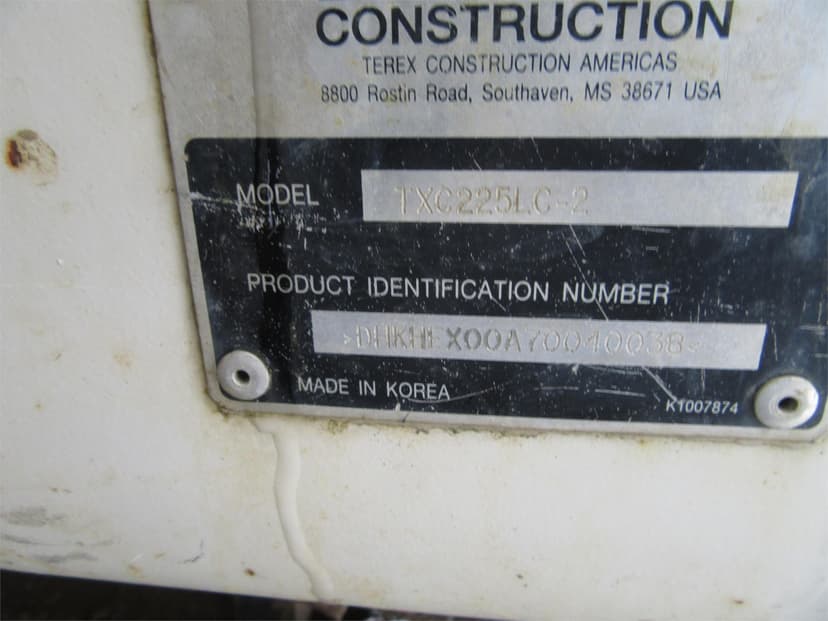 CONSTRUCTION
TEREX CONSTRUCTION AMERICAS
8800 Rostin Road, Southaven, MS 38671 USA
MODEL TXC225LC-2
PRODUCT IDENTIFICATION NUMBER
MADE IN KOREA
K1007874